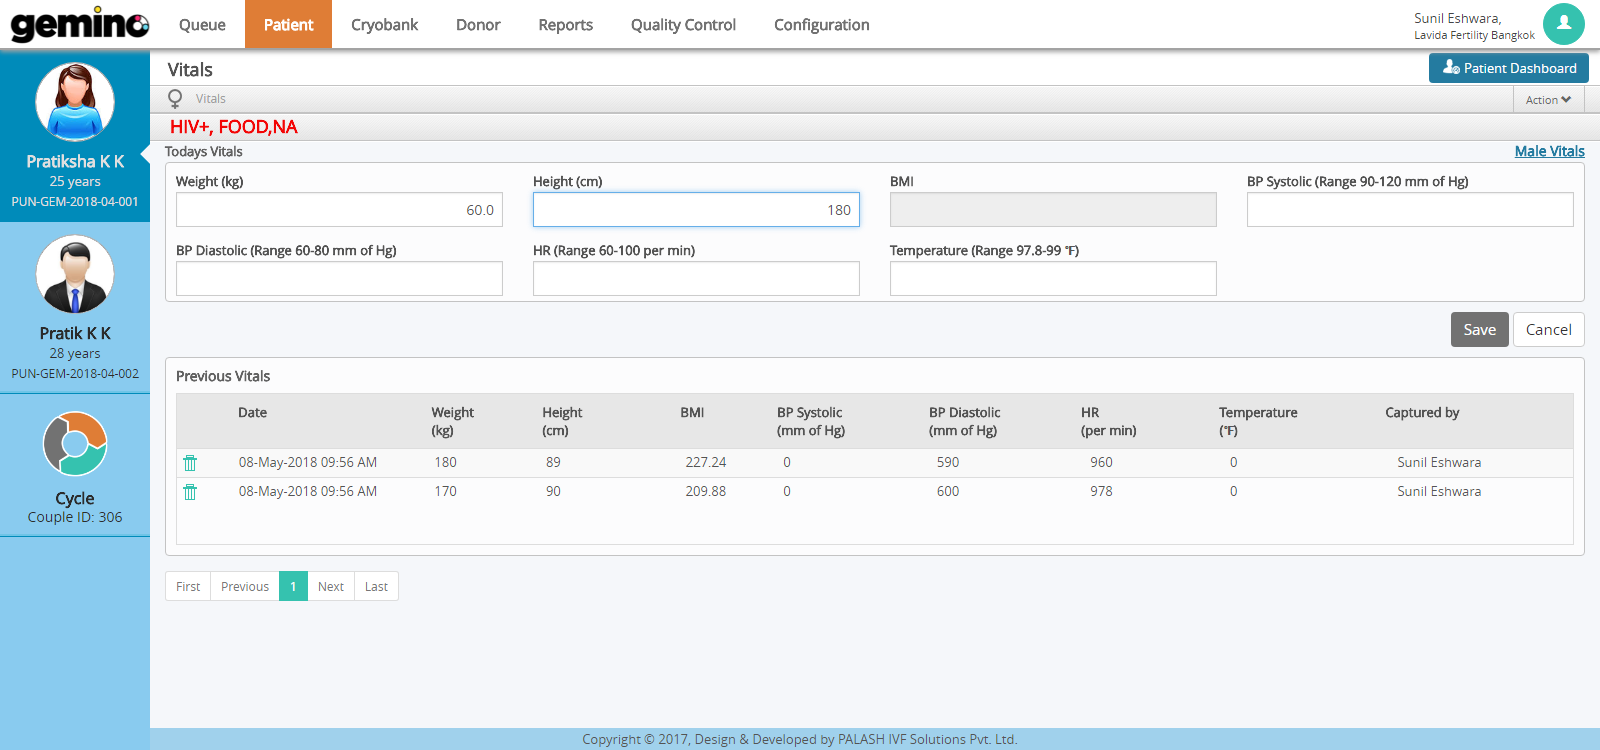 gemino
Queue Patient Cryobank Donor Reports Quality Control Configuration
Sunil Eshwara,
Lavida Fertility Bangkok
Pratiksha K K
25 years
PUN-GEM-2018-04-001
Pratik K K
28 years
PUN-GEM-2018-04-002
Cycle
Couple ID: 306
Vitals
Patient Dashboard
Vitals
Action
HIV+, FOOD,NA
Todays Vitals
Male Vitals
Weight (kg) Height (cm) BMI BP Systolic (Range 90-120 mm of Hg)
60.0 180
BP Diastolic (Range 60-80 mm of Hg) HR (Range 60-100 per min) Temperature (Range 97.8-99 °F)
Save Cancel
Previous Vitals
Date Weight (kg) Height (cm) BMI BP Systolic (mm of Hg) BP Diastolic (mm of Hg) HR (per min) Temperature (°F) Captured by
08-May-2018 09:56 AM 180 89 227.24 0 590 960 0 Sunil Eshwara
08-May-2018 09:56 AM 170 90 209.88 0 600 978 0 Sunil Eshwara
First Previous 1 Next Last
Copyright © 2017, Design & Developed by PALASH IVF Solutions Pvt. Ltd.